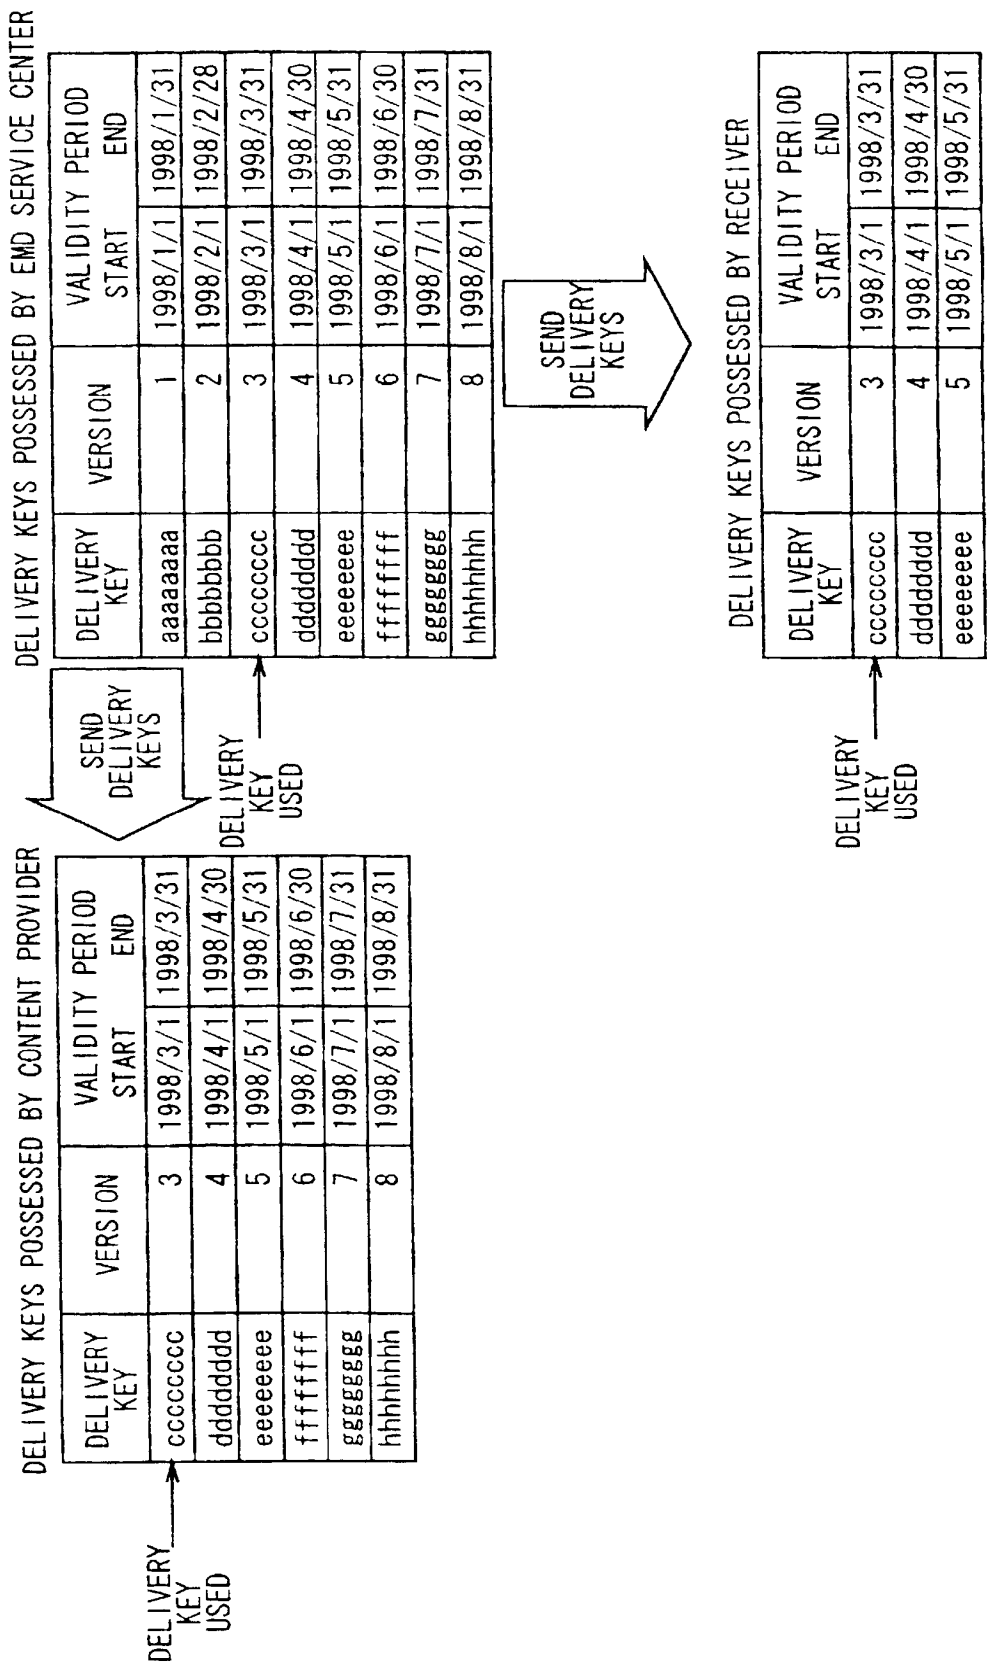 DELIVERY KEYS POSSESSED BY CONTENT PROVIDER
DELIVERY KEY VERSION VALIDITY PERIOD START END
cccccccc 3 1998/3/1 1998/3/31
dddddddd 4 1998/4/1 1998/4/30
eeeeeeee 5 1998/5/1 1998/5/31
ffffffff 6 1998/6/1 1998/6/30
gggggggg 7 1998/7/1 1998/7/31
hhhhhhhh 8 1998/8/1 1998/8/31
DELIVERY
KEY
USED
SEND
DELIVERY
KEYS
DELIVERY KEYS POSSESSED BY EMD SERVICE CENTER
DELIVERY KEY VERSION VALIDITY PERIOD START END
aaaaaaaa 1 1998/1/1 1998/1/31
bbbbbbbb 2 1998/2/1 1998/2/28
cccccccc 3 1998/3/1 1998/3/31
dddddddd 4 1998/4/1 1998/4/30
eeeeeeee 5 1998/5/1 1998/5/31
ffffffff 6 1998/6/1 1998/6/30
gggggggg 7 1998/7/1 1998/7/31
hhhhhhhh 8 1998/8/1 1998/8/31
DELIVERY
KEY
USED
SEND
DELIVERY
KEYS
DELIVERY KEYS POSSESSED BY RECEIVER
DELIVERY KEY VERSION VALIDITY PERIOD START END
cccccccc 3 1998/3/1 1998/3/31
dddddddd 4 1998/4/1 1998/4/30
eeeeeeee 5 1998/5/1 1998/5/31
DELIVERY
KEY
USED